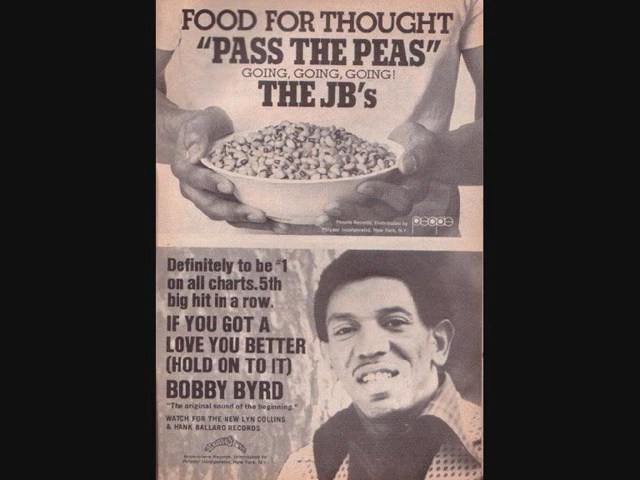 FOOD FOR THOUGHT
"PASS THE PEAS"
GOING, GOING, GOING!
THE JB's
People Records, Distributed by
Polydor Incorporated, New York, N.Y.
people
Definitely to be #1
on all charts. 5th
big hit in a row.
IF YOU GOT A
LOVE YOU BETTER
(HOLD ON TO IT)
BOBBY BYRD
"The original sound of the beginning."
WATCH FOR THE NEW LYN COLLINS
& HANK BALLARD RECORDS
Records, Distributed by
Polydor Incorporated, New York, N.Y.